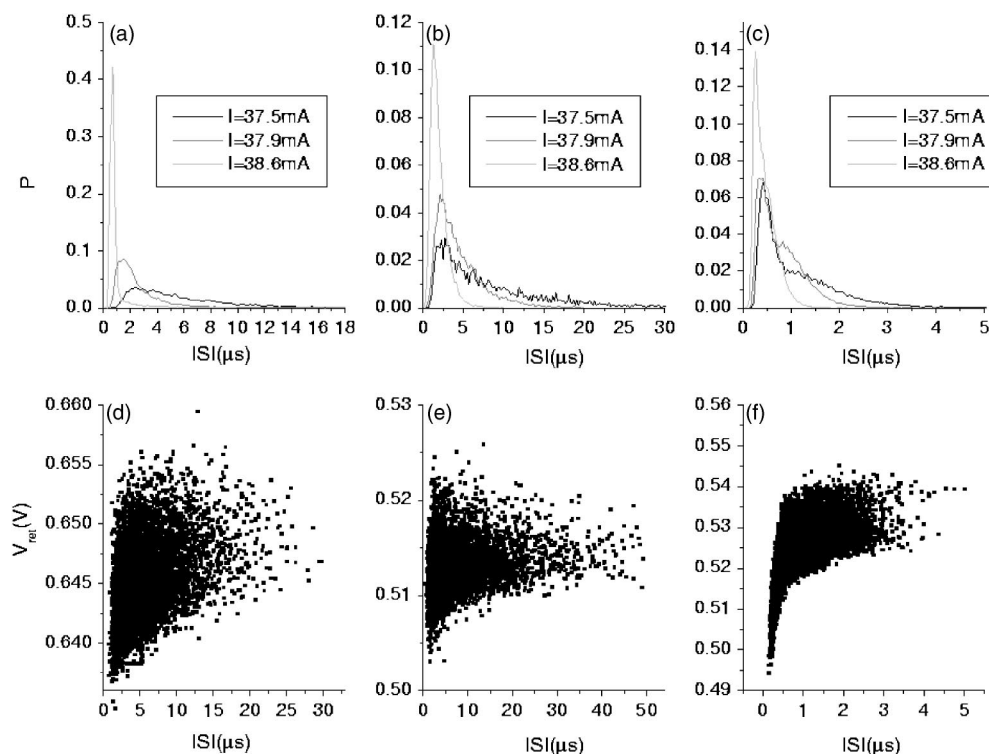 (a)
0.5
0.4
0.3
0.2
0.1
0.0
P
I=37.5mA
I=37.9mA
I=38.6mA
0 2 4 6 8 10 12 14 16 18
ISI(μs)
(b)
0.12
0.10
0.08
0.06
0.04
0.02
0.00
I=37.5mA
I=37.9mA
I=38.6mA
0 5 10 15 20 25 30
ISI(μs)
(c)
0.14
0.12
0.10
0.08
0.06
0.04
0.02
0.00
I=37.5mA
I=37.9mA
I=38.6mA
0 1 2 3 4 5
ISI(μs)
(d)
0.660
0.655
0.650
0.645
0.640
Vret(V)
0 5 10 15 20 25 30
ISI(μs)
(e)
0.53
0.52
0.51
0.50
0 10 20 30 40 50
ISI(μs)
(f)
0.56
0.55
0.54
0.53
0.52
0.51
0.50
0.49
0 1 2 3 4 5
ISI(μs)